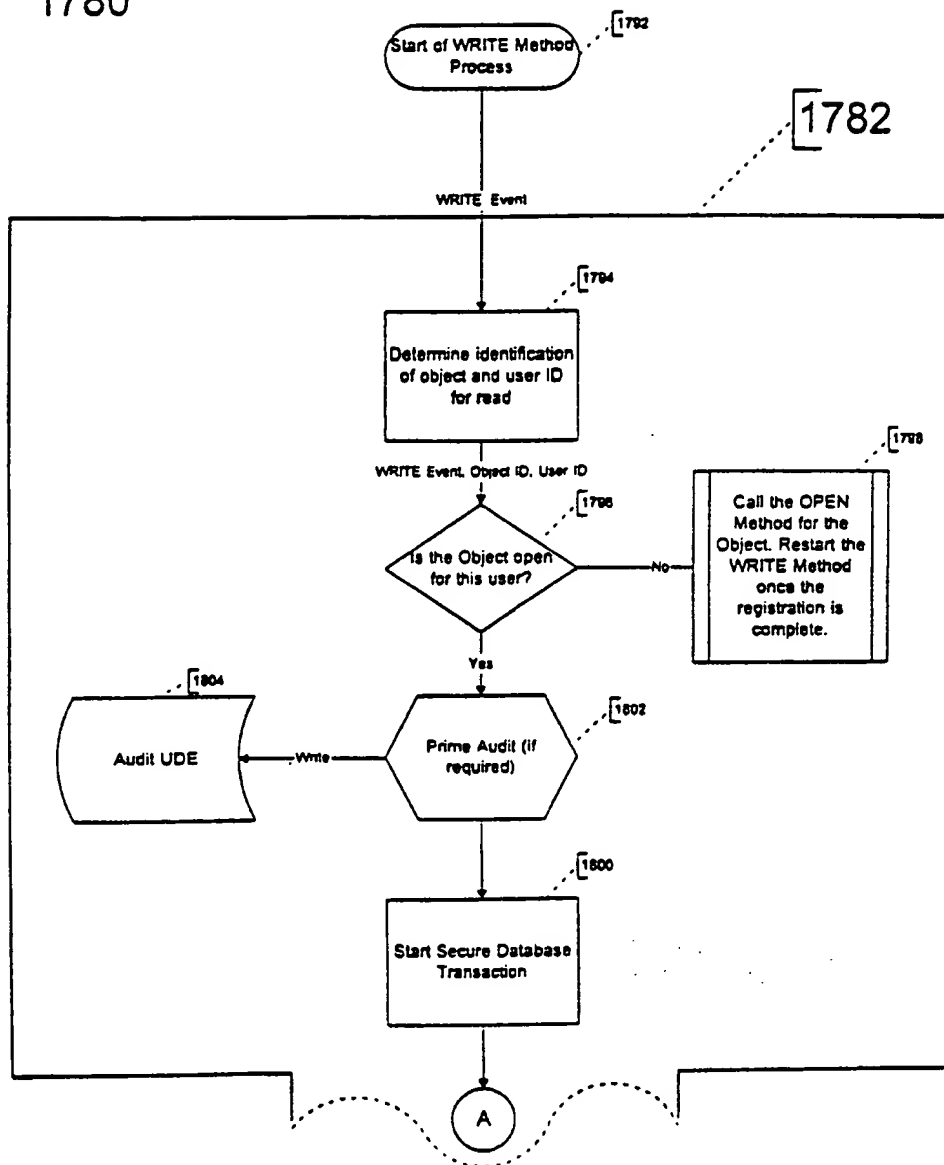 1780
1792
Start of WRITE Method
Process
1782
WRITE Event
1794
Determine identification
of object and user ID
for read
WRITE Event, Object ID, User ID
1798
1796
Call the OPEN
Method for the
Object. Restart the
WRITE Method
once the
registration is
complete.
Is the Object open
for this user?
No
Yes
1804
1802
Audit UDE
Write
Prime Audit (if
required)
1800
Start Secure Database
Transaction
A